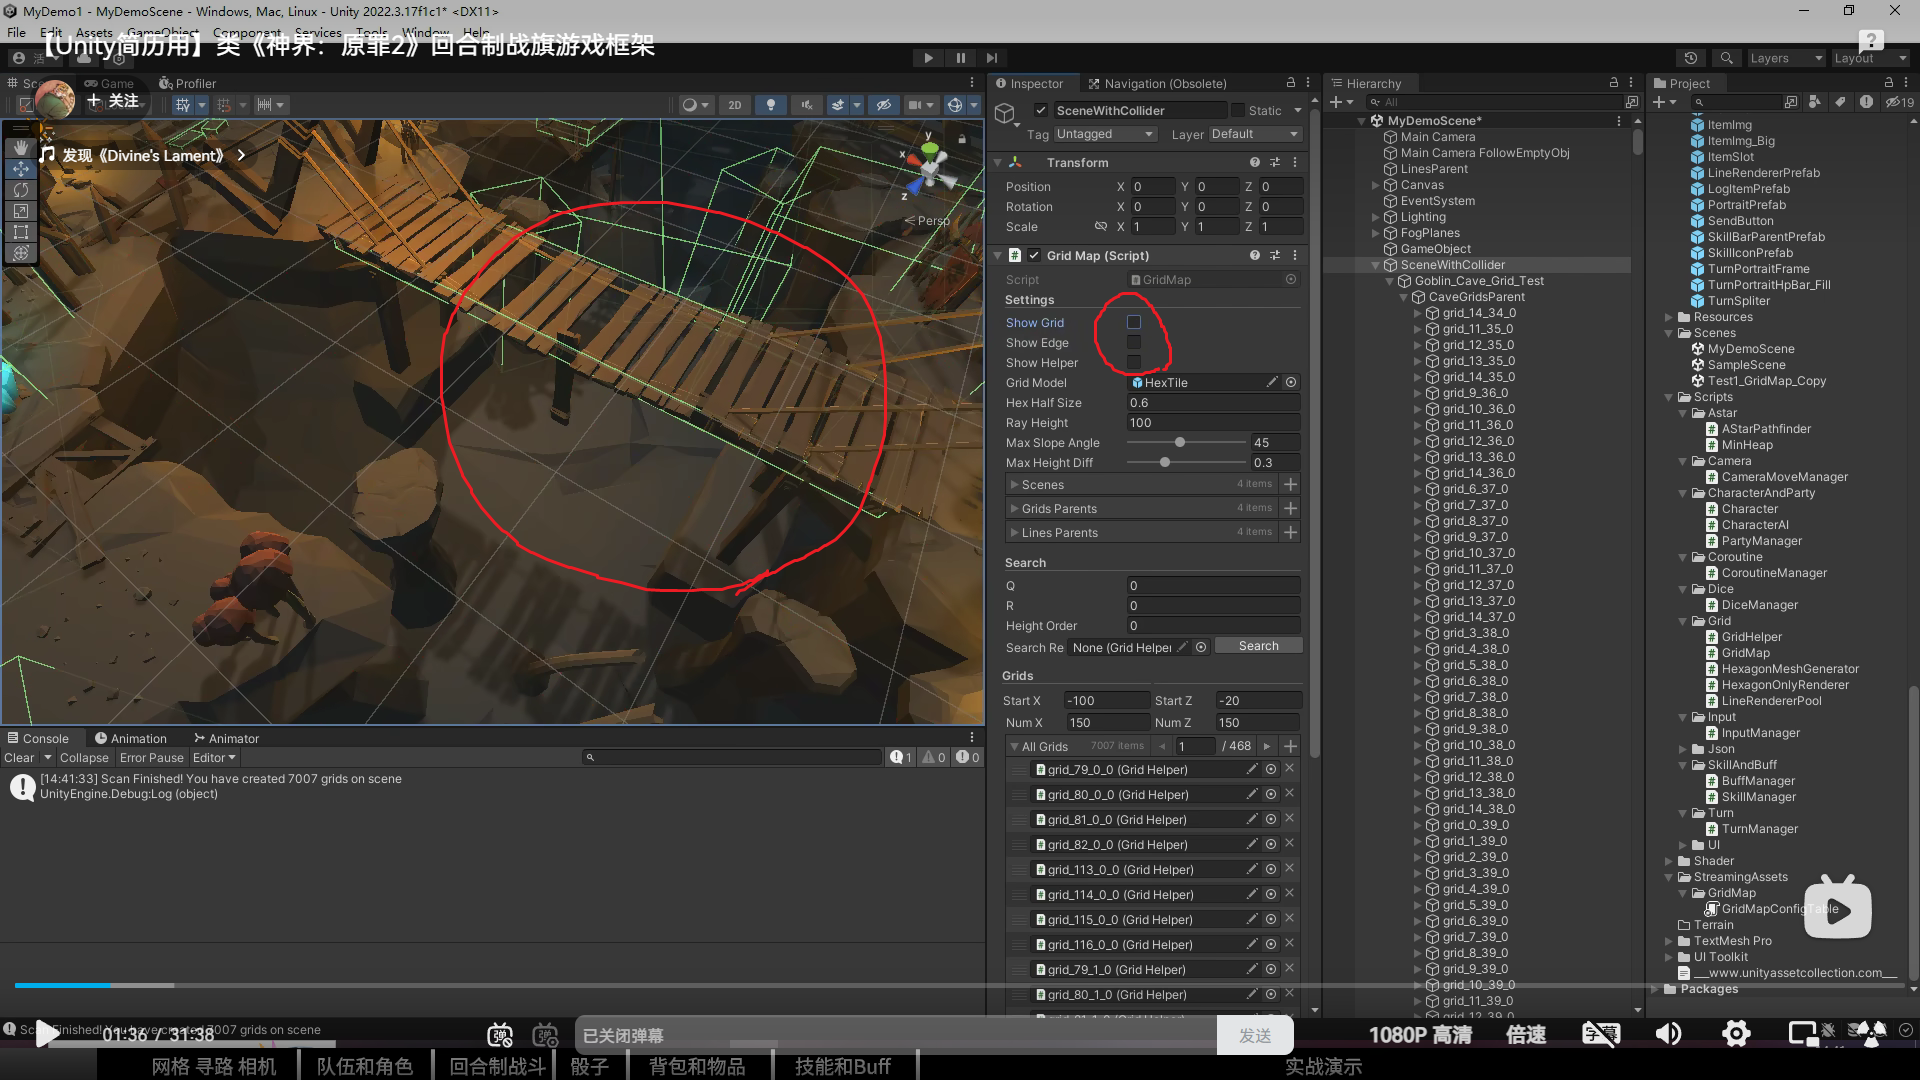 MyDemo1 - MyDemoScene - Windows, Mac, Linux - Unity 2022.3.17f1c1* <DX11>
File Edit Assets GameObject Component Services Tools Window Help
【Unity简历用】类《神界：原罪2》回合制战旗游戏框架
Layers
Layout
Game
Profiler
关注
2D
发现《Divine's Lament》
y
x
z
Persp
Inspector
Navigation (Obsolete)
SceneWithCollider
Static
Tag Untagged
Layer Default
Transform
Position X 0 Y 0 Z 0
Rotation X 0 Y 0 Z 0
Scale X 1 Y 1 Z 1
Grid Map (Script)
Script GridMap
Settings
Show Grid
Show Edge
Show Helper
Grid Model HexTile
Hex Half Size 0.6
Ray Height 100
Max Slope Angle 45
Max Height Diff 0.3
Scenes 4 items
Grids Parents 4 items
Lines Parents 4 items
Search
Q 0
R 0
Height Order 0
Search Re None (Grid Helper Search
Grids
Start X -100 Start Z -20
Num X 150 Num Z 150
All Grids 7007 items 1 / 468
grid_79_0_0 (Grid Helper)
grid_80_0_0 (Grid Helper)
grid_81_0_0 (Grid Helper)
grid_82_0_0 (Grid Helper)
grid_113_0_0 (Grid Helper)
grid_114_0_0 (Grid Helper)
grid_115_0_0 (Grid Helper)
grid_116_0_0 (Grid Helper)
grid_79_1_0 (Grid Helper)
grid_80_1_0 (Grid Helper)
Hierarchy
All
MyDemoScene*
Main Camera
Main Camera FollowEmptyObj
LinesParent
Canvas
EventSystem
Lighting
FogPlanes
GameObject
SceneWithCollider
Goblin_Cave_Grid_Test
CaveGridsParent
grid_14_34_0
grid_11_35_0
grid_12_35_0
grid_13_35_0
grid_14_35_0
grid_9_36_0
grid_10_36_0
grid_11_36_0
grid_12_36_0
grid_13_36_0
grid_14_36_0
grid_6_37_0
grid_7_37_0
grid_8_37_0
grid_9_37_0
grid_10_37_0
grid_11_37_0
grid_12_37_0
grid_13_37_0
grid_14_37_0
grid_3_38_0
grid_4_38_0
grid_5_38_0
grid_6_38_0
grid_7_38_0
grid_8_38_0
grid_9_38_0
grid_10_38_0
grid_11_38_0
grid_12_38_0
grid_13_38_0
grid_14_38_0
grid_0_39_0
grid_1_39_0
grid_2_39_0
grid_3_39_0
grid_4_39_0
grid_5_39_0
grid_6_39_0
grid_7_39_0
grid_8_39_0
grid_9_39_0
grid_10_39_0
grid_11_39_0
Project
19
ItemImg
ItemImg_Big
ItemSlot
LineRendererPrefab
LogItemPrefab
PortraitPrefab
SendButton
SkillBarParentPrefab
SkillIconPrefab
TurnPortraitFrame
TurnPortraitHpBar_Fill
TurnSpliter
Resources
Scenes
MyDemoScene
SampleScene
Test1_GridMap_Copy
Scripts
Astar
AStarPathfinder
MinHeap
Camera
CameraMoveManager
CharacterAndParty
Character
CharacterAI
PartyManager
Coroutine
CoroutineManager
Dice
DiceManager
Grid
GridHelper
GridMap
HexagonMeshGenerator
HexagonOnlyRenderer
LineRendererPool
Input
InputManager
Json
SkillAndBuff
BuffManager
SkillManager
Turn
TurnManager
UI
Shader
StreamingAssets
GridMap
GridMapConfigTable
Terrain
TextMesh Pro
UI Toolkit
__www.unityassetcollection.com__
Packages
Console
Animation
Animator
Clear Collapse Error Pause Editor 1 0 0
[14:41:33] Scan Finished! You have created 7007 grids on scene
UnityEngine.Debug:Log (object)
Scan Finished! You have created 7007 grids on scene
01:36 / 31:38
弹
已关闭弹幕
发送
1080P 高清
倍速
字幕
网格 寻路 相机
队伍和角色
回合制战斗
骰子
背包和物品
技能和Buff
实战演示